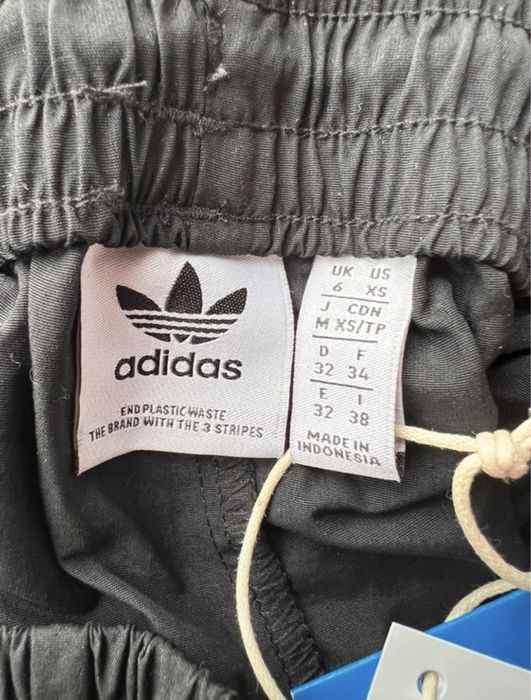 adidas
END PLASTIC WASTE
THE BRAND WITH THE 3 STRIPES
UK US
6 XS
J CDN
M XS/TP
D F
32 34
E I
32 38
MADE IN
INDONESIA